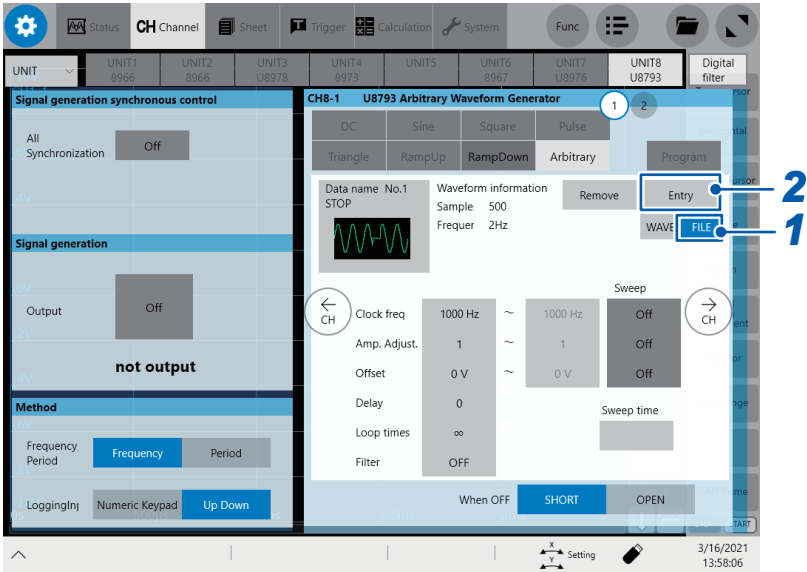 Status CH Channel Sheet Trigger Calculation System Func
UNIT
UNIT1 UNIT2 UNIT3 UNIT4 UNIT5 UNIT6 UNIT7 UNIT8
8966 8966 U8978 8973 8967 U8976 U8793
Digital
filter
Signal generation synchronous control
All
Synchronization
Off
Signal generation
Output
Off
not output
Method
Frequency
Period
Frequency Period
LoggingIn
Numeric Keypad Up Down
CH8-1 U8793 Arbitrary Waveform Generator
1 2
DC Sine Square Pulse
Triangle RampUp RampDown Arbitrary Program
Data name No.1
STOP
Waveform information
Sample 500
Frequer 2Hz
Remove Entry
WAVE FILE
2
1
Sweep
CH
CH
Clock freq 1000 Hz ~ 1000 Hz Off
Amp. Adjust. 1 ~ 1 Off
Offset 0 V ~ 0 V Off
Delay 0
Sweep time
Loop times ∞
Filter OFF
When OFF SHORT OPEN
X
Y
Setting
3/16/2021
13:58:06